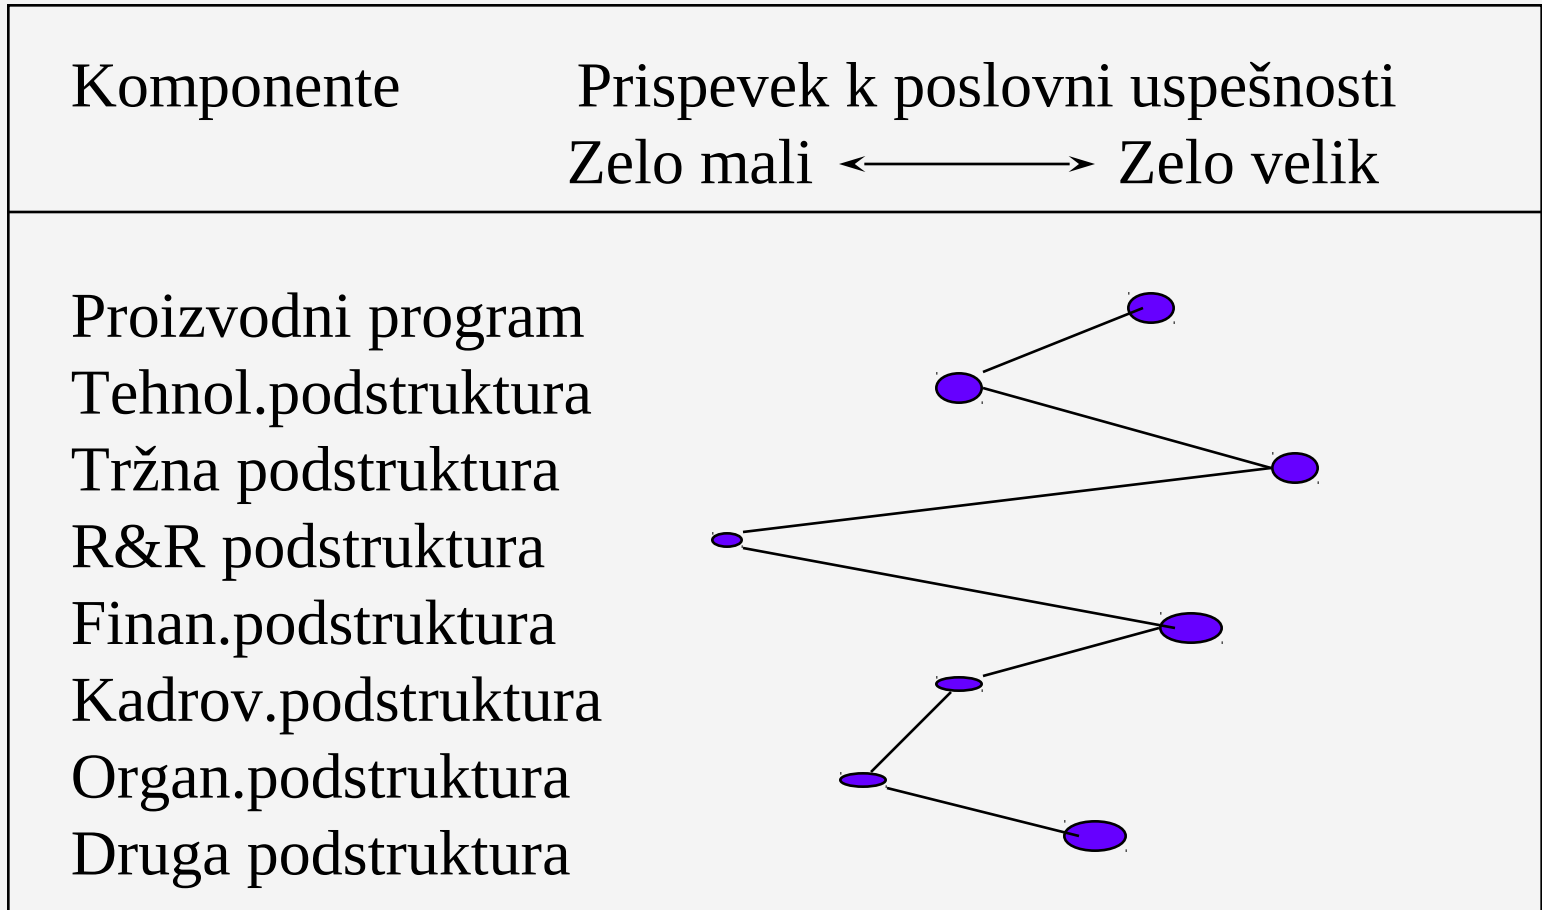 Komponente Prispevek k poslovni uspešnosti
Zelo mali Zelo velik
Proizvodni program
Tehnol.podstruktura
Tržna podstruktura
R&R podstruktura
Finan.podstruktura
Kadrov.podstruktura
Organ.podstruktura
Druga podstruktura